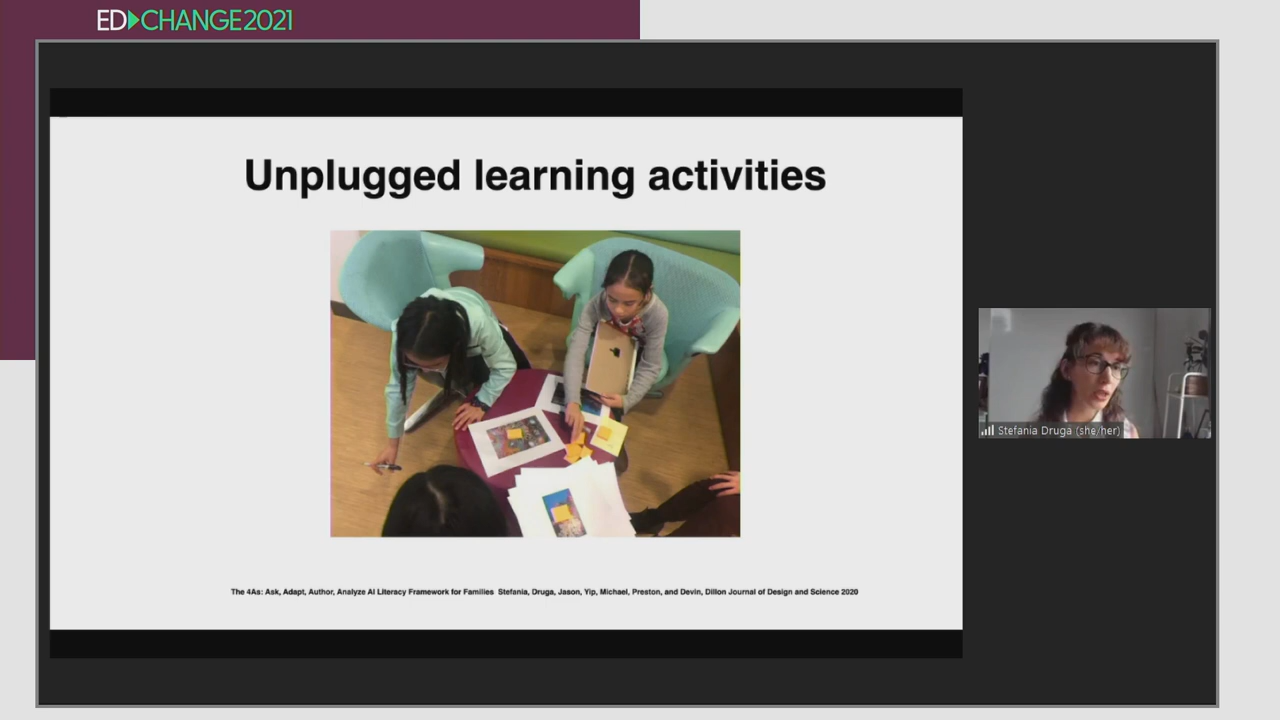 ED▶CHANGE2021
Unplugged learning activities
The 4As: Ask, Adapt, Author, Analyze AI Literacy Framework for Families Stefania, Druga, Jason, Yip, Michael, Preston, and Devin, Dillon Journal of Design and Science 2020
Stefania Druga (she/her)